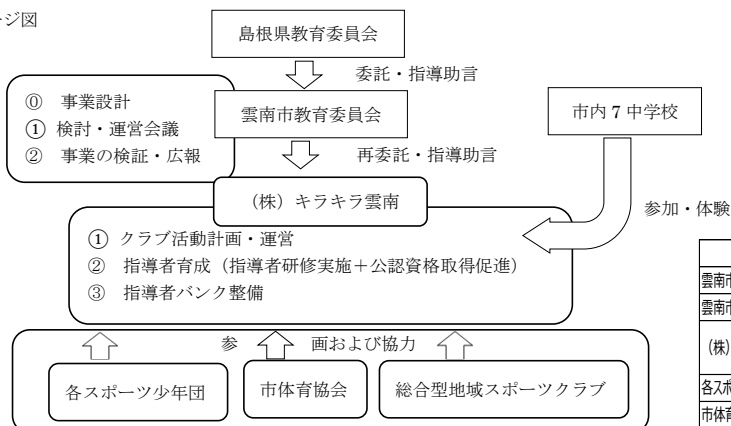 ージ図
島根県教育委員会
委託・指導助言
⓪ 事業設計
① 検討・運営会議
② 事業の検証・広報
雲南市教育委員会
市内 7 中学校
再委託・指導助言
(株) キラキラ雲南
参加・体験
① クラブ活動計画・運営
② 指導者育成(指導者研修実施+公認資格取得促進)
③ 指導者バンク整備
参 画および協力
各スポーツ少年団
市体育協会
総合型地域スポーツクラブ
雲南市
雲南市
(株)
各スポ
市体育